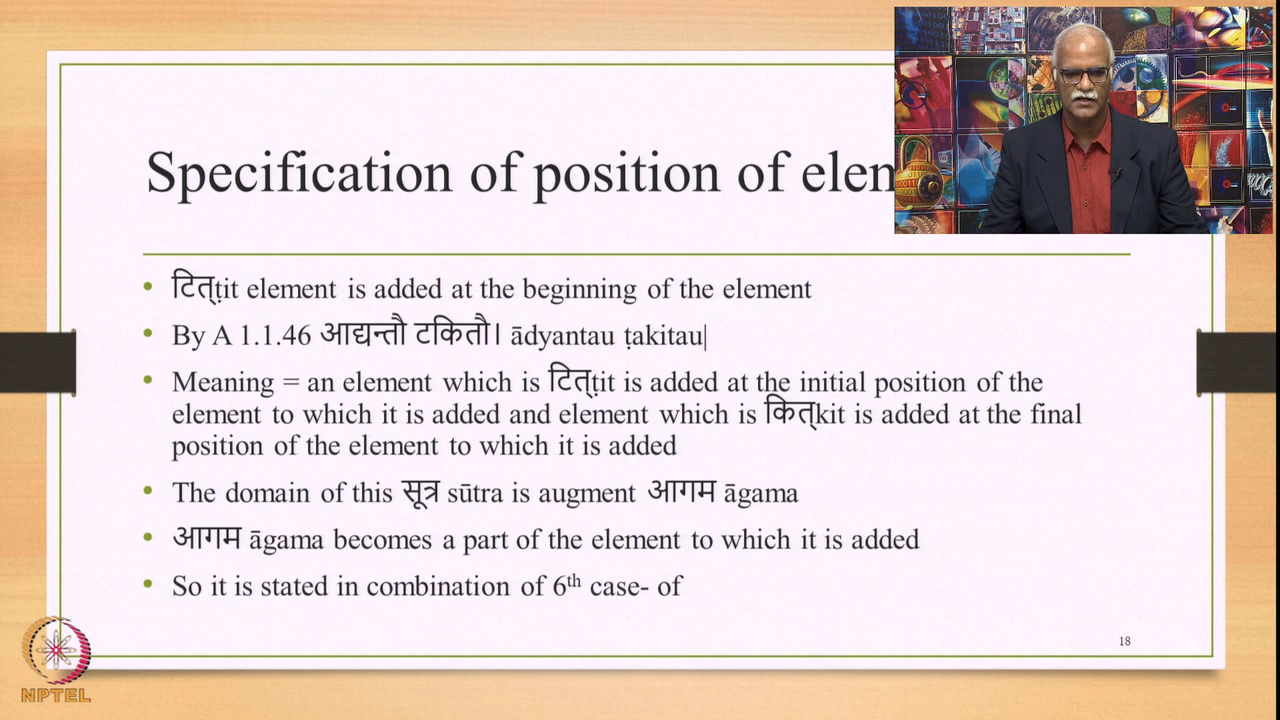 Specification of position of elem
टित्ṭit element is added at the beginning of the element
By A 1.1.46 आद्यन्तौ टकितौ। ādyantau ṭakitau|
Meaning = an element which is टित्ṭit is added at the initial position of the
element to which it is added and element which is कित्kit is added at the final
position of the element to which it is added
The domain of this सूत्र sūtra is augment आगम āgama
आगम āgama becomes a part of the element to which it is added
So it is stated in combination of 6th case- of
18
NPTEL